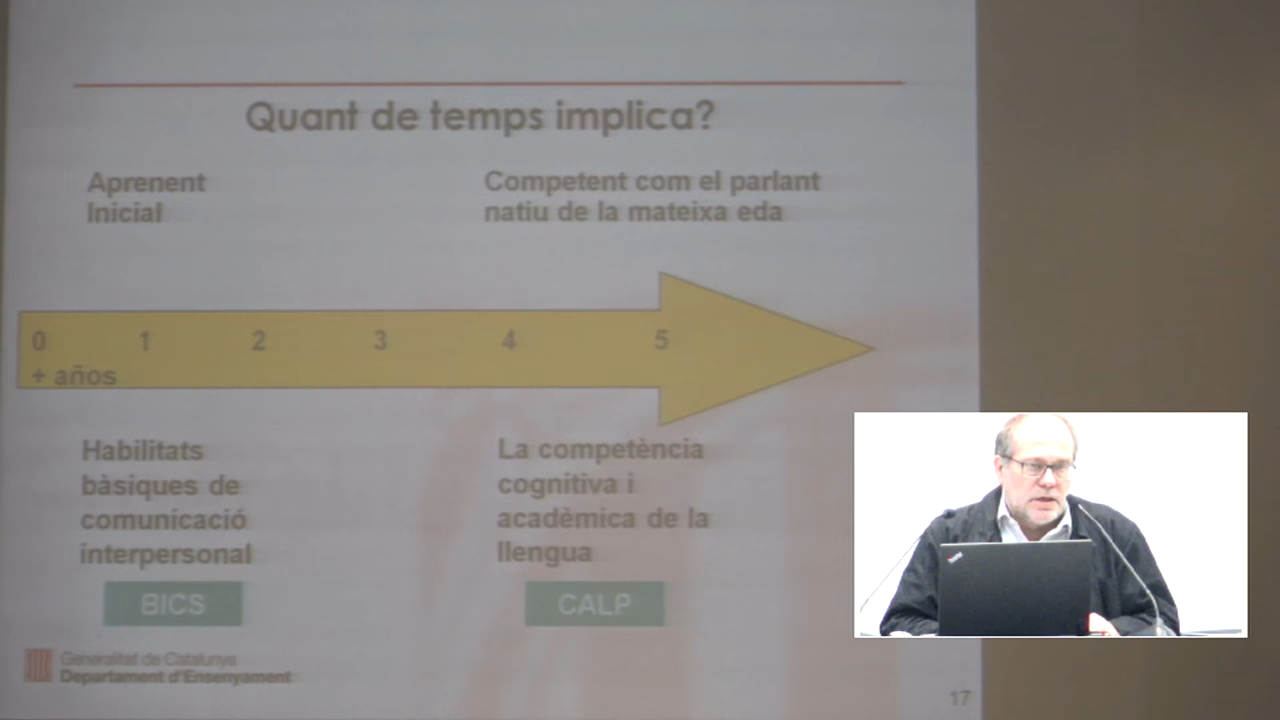 Quant de temps implica?
Aprenent
Inicial
Competent com el parlant
natiu de la mateixa eda
0 1 2 3 4 5
+ años
Habilitats
bàsiques de
comunicació
interpersonal
BICS
La competència
cognitiva i
acadèmica de la
llengua
CALP
Generalitat de Catalunya
Departament d'Ensenyament
17